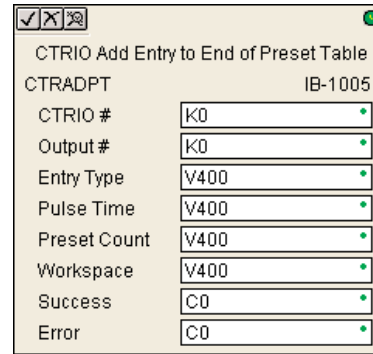 CTRIO Add Entry to End of Preset Table
CTRADPT IB-1005
CTRIO # K0
Output # K0
Entry Type V400
Pulse Time V400
Preset Count V400
Workspace V400
Success C0
Error C0